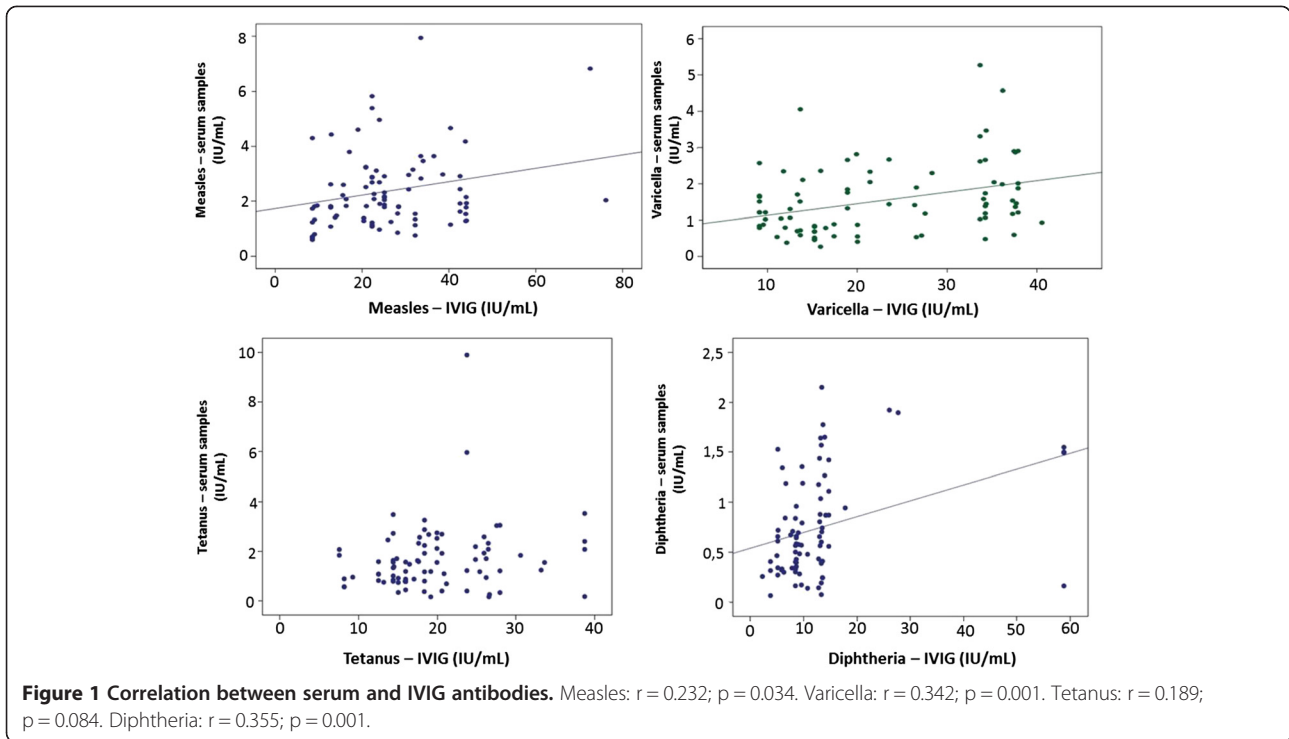 8
6
4
2
0
Measles – serum samples
(IU/mL)
0 20 40 60 80
Measles – IVIG (IU/mL)
6
5
4
3
2
1
0
Varicella – serum samples
(IU/mL)
10 20 30 40
Varicella – IVIG (IU/mL)
10
8
6
4
2
0
Tetanus – serum samples
(IU/mL)
0 10 20 30 40
Tetanus – IVIG (IU/mL)
2,5
2
1,5
1
0,5
0
Diphtheria – serum samples
(IU/mL)
0 10 20 30 40 50 60
Diphtheria – IVIG (IU/mL)
Figure 1 Correlation between serum and IVIG antibodies. Measles: r = 0.232; p = 0.034. Varicella: r = 0.342; p = 0.001. Tetanus: r = 0.189;
p = 0.084. Diphtheria: r = 0.355; p = 0.001.